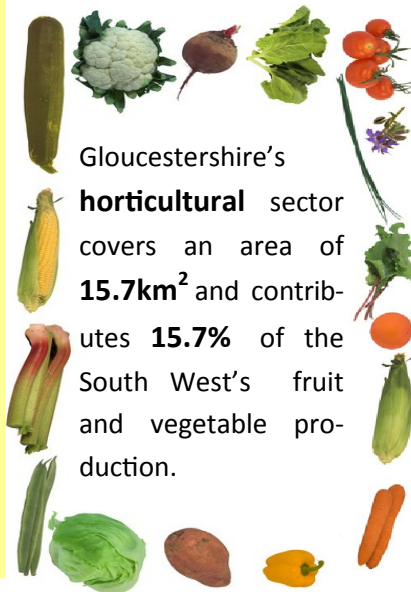 Gloucestershire's
horticultural sector
covers an area of
15.7km² and contrib-
utes 15.7% of the
South West's fruit
and vegetable pro-
duction.